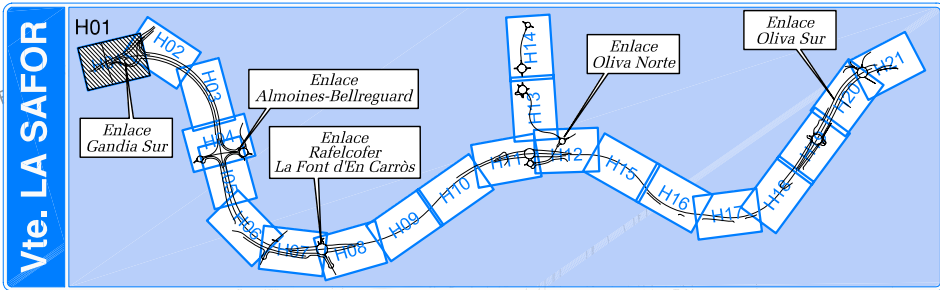 Vte. LA SAFOR
H01
H02
H03
H04
H05
H06
H07
H08
H09
H10
H11
H12
H13
H14
H15
H16
H17
H18
H20
H21
Enlace
Gandia Sur
Enlace
Almoines-Bellreguard
Enlace
Rafelcofer
La Font d'En Carròs
Enlace
Oliva Norte
Enlace
Oliva Sur